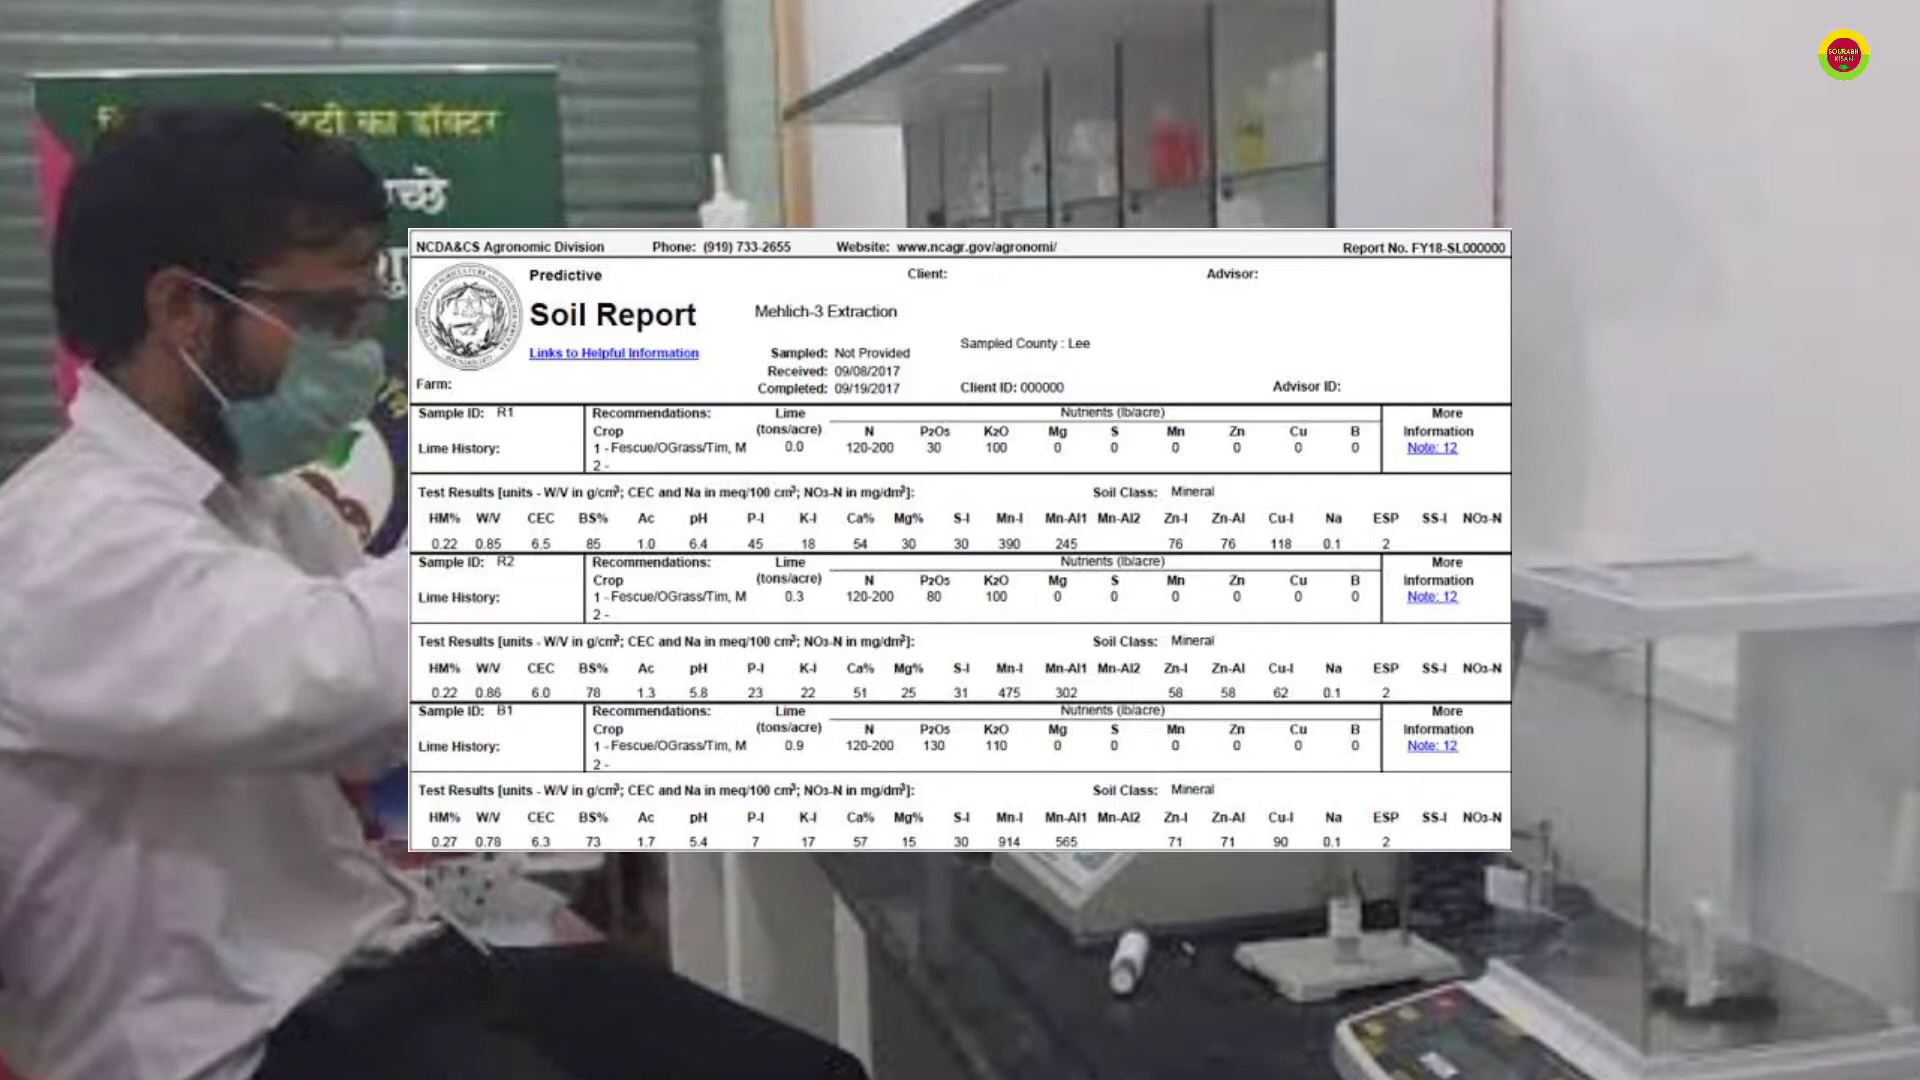 SOURABH
KISAN
का डॉक्टर
NCDA&CS Agronomic Division Phone: (919) 733-2655 Website: www.ncagr.gov/agronomi/ Report No. FY18-SL000000
Predictive Client: Advisor:
Soil Report Mehlich-3 Extraction
Links to Helpful Information Sampled: Not Provided Sampled County : Lee
Received: 09/08/2017
Farm: Completed: 09/19/2017 Client ID: 000000 Advisor ID:
Sample ID: R1 Recommendations: Lime Nutrients (lb/acre) More
Crop (tons/acre) N P2O5 K2O Mg S Mn Zn Cu B Information
Lime History: 1 - Fescue/OGrass/Tim, M 0.0 120-200 30 100 0 0 0 0 0 0 Note: 12
2 -
Test Results [units - W/V in g/cm3; CEC and Na in meq/100 cm3; NO3-N in mg/dm3]: Soil Class: Mineral
HM% W/V CEC BS% Ac pH P-I K-I Ca% Mg% S-I Mn-I Mn-AI1 Mn-AI2 Zn-I Zn-AI Cu-I Na ESP SS-I NO3-N
0.22 0.85 6.5 85 1.0 6.4 45 18 54 30 30 390 245 76 76 118 0.1 2
Sample ID: R2 Recommendations: Lime Nutrients (lb/acre) More
Crop (tons/acre) N P2O5 K2O Mg S Mn Zn Cu B Information
Lime History: 1 - Fescue/OGrass/Tim, M 0.3 120-200 80 100 0 0 0 0 0 0 Note: 12
2 -
Test Results [units - W/V in g/cm3; CEC and Na in meq/100 cm3; NO3-N in mg/dm3]: Soil Class: Mineral
HM% W/V CEC BS% Ac pH P-I K-I Ca% Mg% S-I Mn-I Mn-AI1 Mn-AI2 Zn-I Zn-AI Cu-I Na ESP SS-I NO3-N
0.22 0.86 6.0 78 1.3 5.8 23 22 51 25 31 475 302 58 58 62 0.1 2
Sample ID: B1 Recommendations: Lime Nutrients (lb/acre) More
Crop (tons/acre) N P2O5 K2O Mg S Mn Zn Cu B Information
Lime History: 1 - Fescue/OGrass/Tim, M 0.9 120-200 130 110 0 0 0 0 0 0 Note: 12
2 -
Test Results [units - W/V in g/cm3; CEC and Na in meq/100 cm3; NO3-N in mg/dm3]: Soil Class: Mineral
HM% W/V CEC BS% Ac pH P-I K-I Ca% Mg% S-I Mn-I Mn-AI1 Mn-AI2 Zn-I Zn-AI Cu-I Na ESP SS-I NO3-N
0.27 0.78 6.3 73 1.7 5.4 7 17 57 15 30 914 565 71 71 90 0.1 2